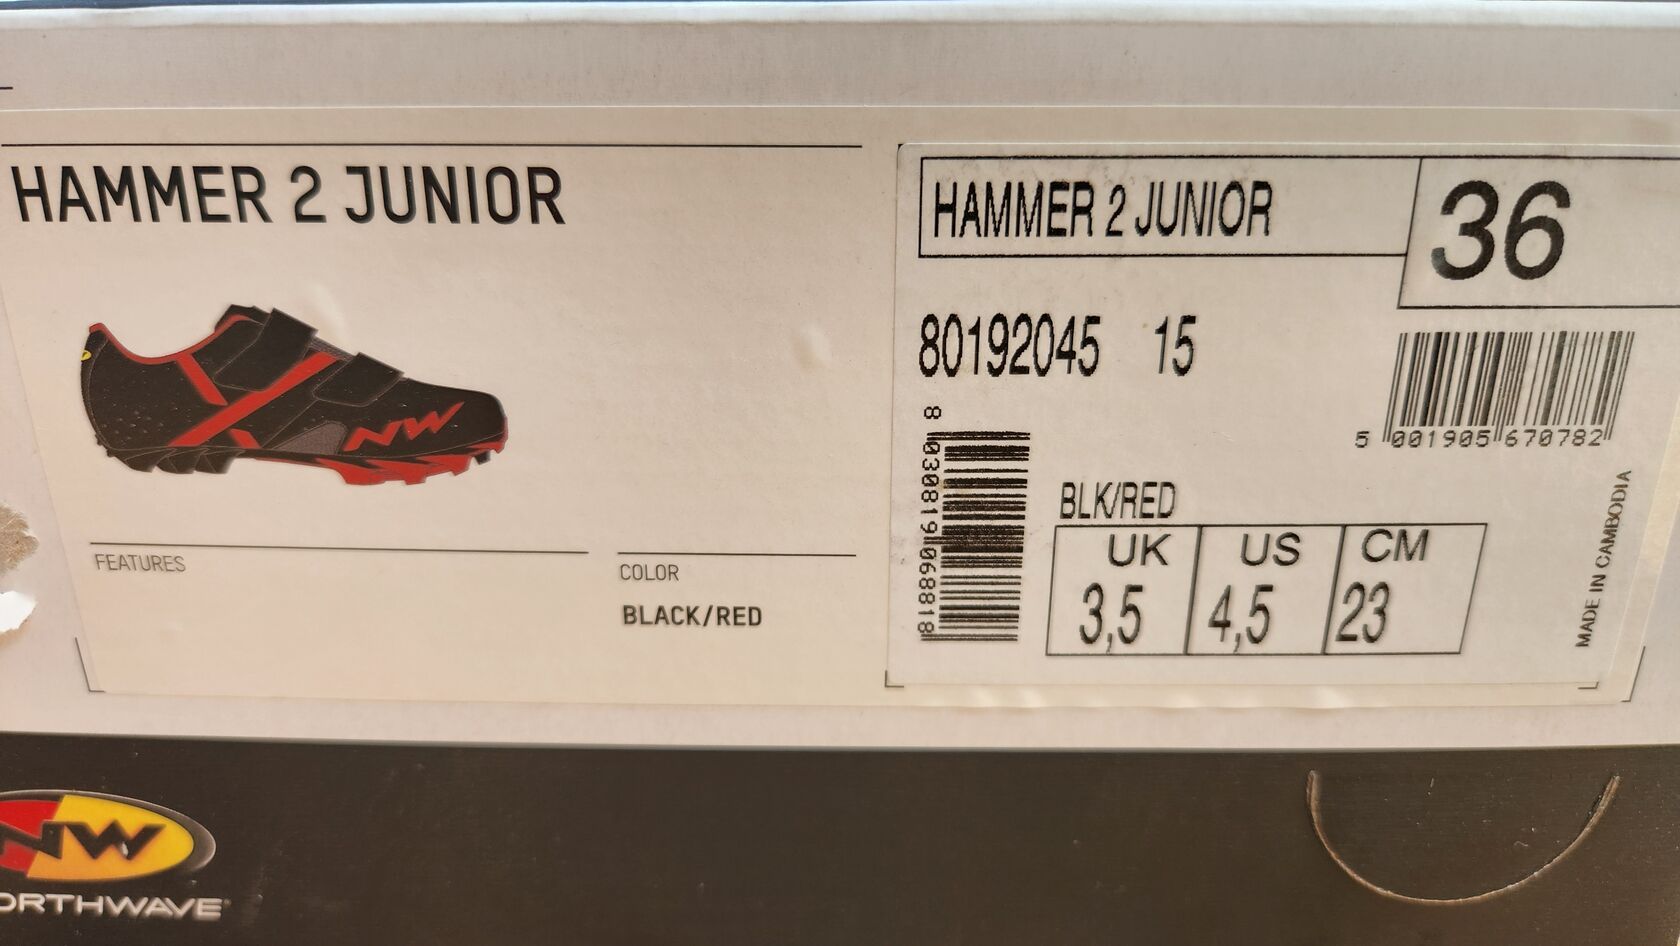 HAMMER 2 JUNIOR
NW
FEATURES
COLOR
BLACK/RED
HAMMER 2 JUNIOR
36
80192045 15
8 030819 068818
5 001905 670782
BLK/RED
UK US CM
3,5 4,5 23
MADE IN CAMBODIA
NW
ORTHWAVE